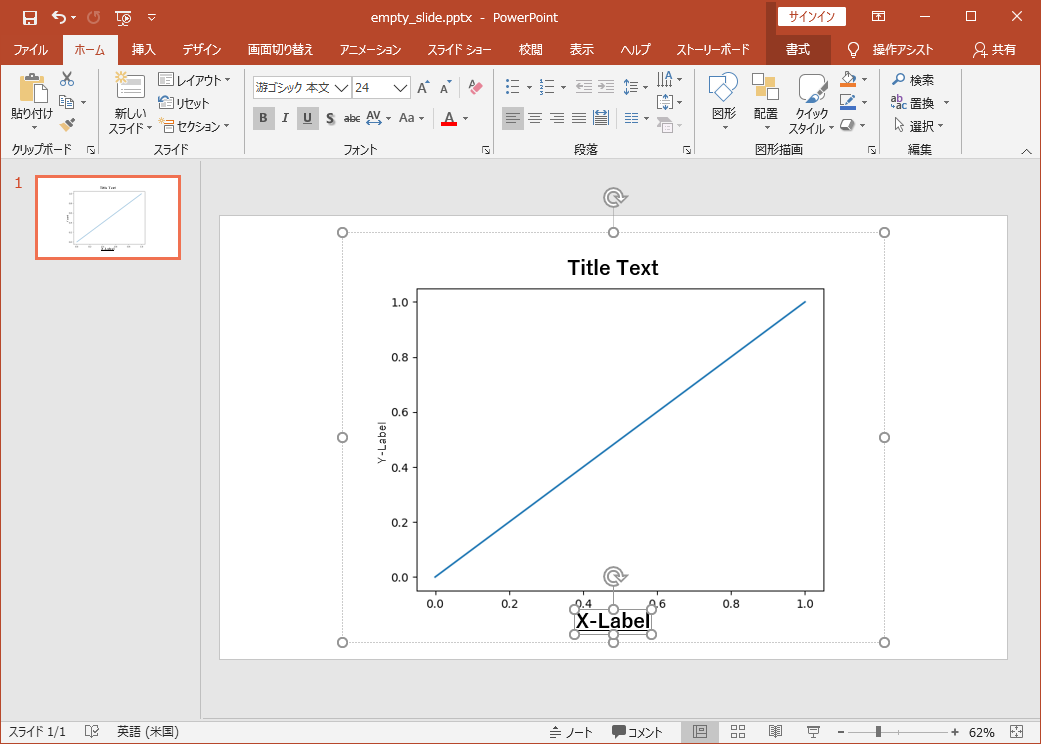 empty_slide.pptx - PowerPoint
サインイン
ファイル ホーム 挿入 デザイン 画面切り替え アニメーション スライド ショー 校閲 表示 ヘルプ ストーリーボード 書式 操作アシスト 共有
貼り付け
クリップボード
新しい
スライド
レイアウト
リセット
セクション
スライド
游ゴシック 本文 24
B I U S abc AV Aa A
フォント
段落
図形
配置
クイック
スタイル
図形描画
検索
置換
選択
編集
1
Title Text
1.0
0.8
0.6
0.4
0.2
0.0
Y-Label
0.0 0.2 0.4 0.6 0.8 1.0
X-Label
スライド 1/1 英語 (米国) ノート コメント 62%